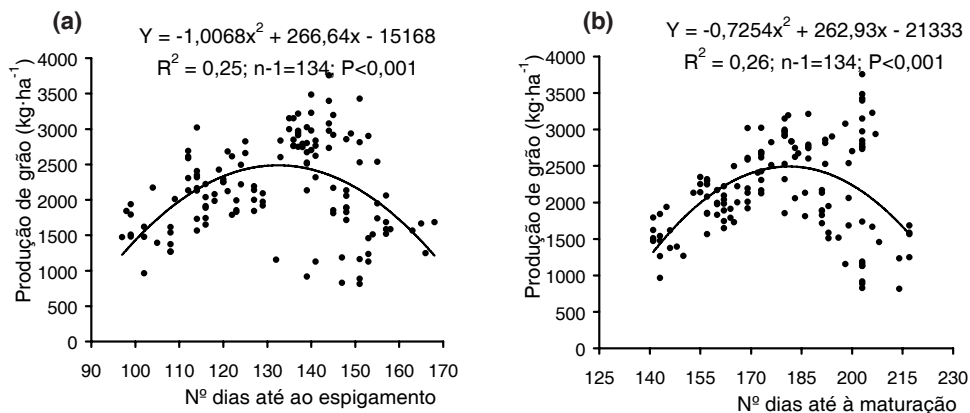 (a)
Y = -1,0068x² + 266,64x - 15168
R² = 0,25; n-1=134; P<0,001
Produção de grão (kg·ha⁻¹)
4000
3500
3000
2500
2000
1500
1000
500
0
90 100 110 120 130 140 150 160 170
Nº dias até ao espigamento
(b)
Y = -0,7254x² + 262,93x - 21333
R² = 0,26; n-1=134; P<0,001
Produção de grão (kg·ha⁻¹)
4000
3500
3000
2500
2000
1500
1000
500
0
125 140 155 170 185 200 215 230
Nº dias até à maturação